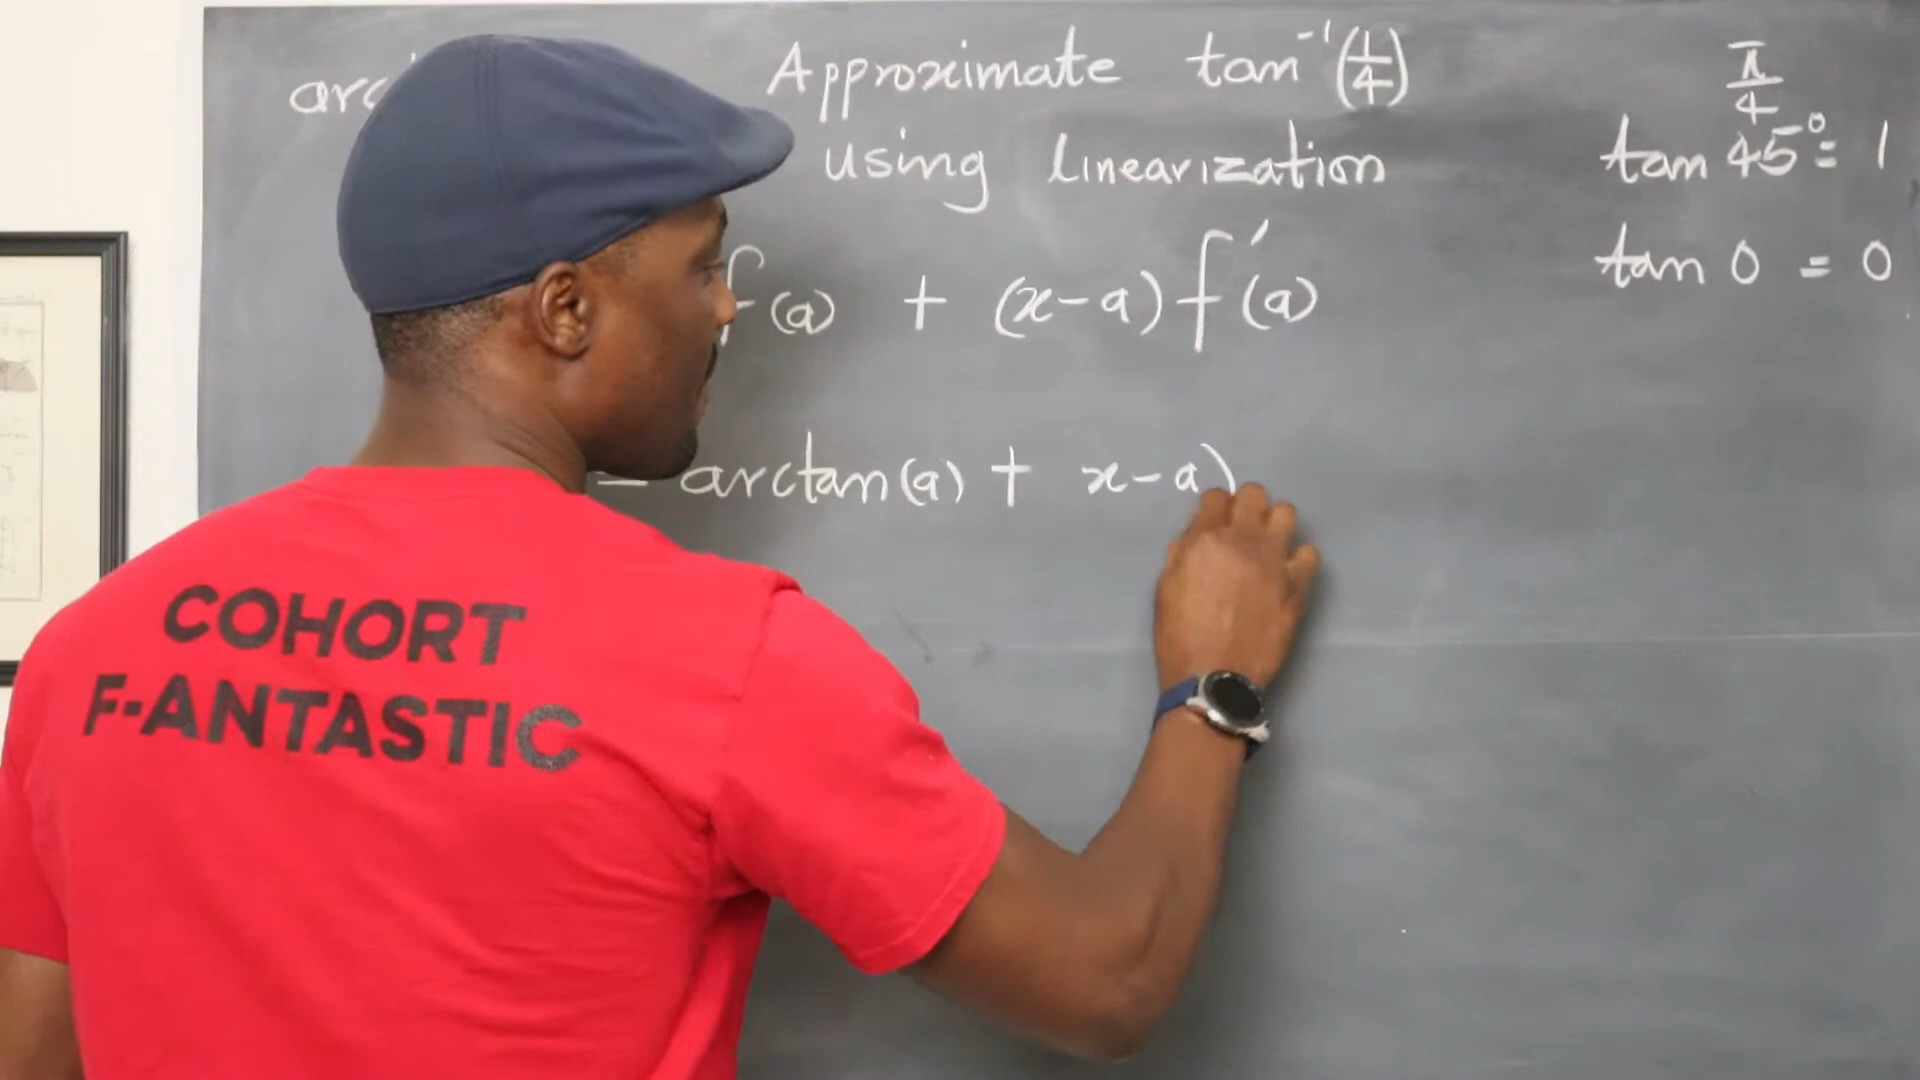 Approximate tan⁻¹(1/4)
using linearization
f(a) + (x-a) f'(a)
= arctan(a) + x-a)
π/4
tan 45° = 1
tan 0 = 0
COHORT
F-ANTASTIC